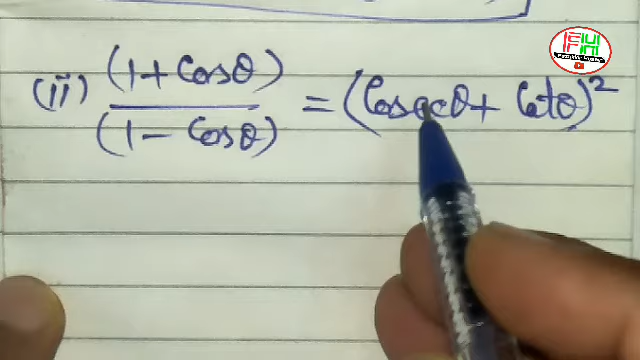 (ii) (1 + Cosθ) / (1 - Cosθ) = (Cosecθ + Cotθ)²